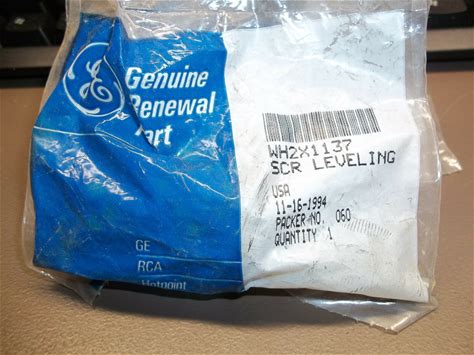 Genuine
Renewal
Part
GE
RCA
Hotpoint
WH2X1137
SCR LEVELING
USA
11-16-1994
PACKER NO. 060
QUANTITY 1